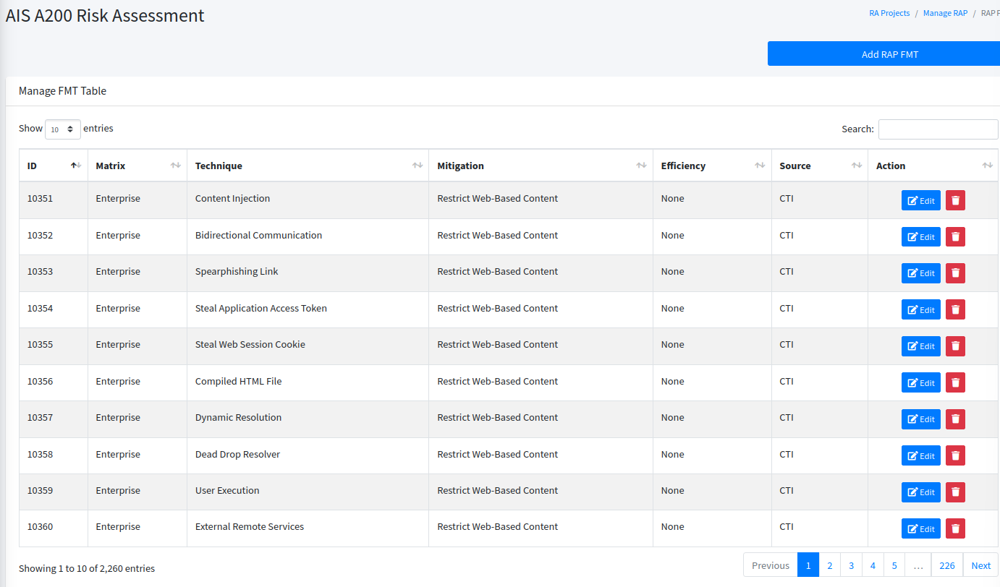 AIS A200 Risk Assessment
RA Projects / Manage RAP / RAP F
Add RAP FMT
Manage FMT Table
Show 10 entries Search:
ID Matrix Technique Mitigation Efficiency Source Action
10351 Enterprise Content Injection Restrict Web-Based Content None CTI Edit
10352 Enterprise Bidirectional Communication Restrict Web-Based Content None CTI Edit
10353 Enterprise Spearphishing Link Restrict Web-Based Content None CTI Edit
10354 Enterprise Steal Application Access Token Restrict Web-Based Content None CTI Edit
10355 Enterprise Steal Web Session Cookie Restrict Web-Based Content None CTI Edit
10356 Enterprise Compiled HTML File Restrict Web-Based Content None CTI Edit
10357 Enterprise Dynamic Resolution Restrict Web-Based Content None CTI Edit
10358 Enterprise Dead Drop Resolver Restrict Web-Based Content None CTI Edit
10359 Enterprise User Execution Restrict Web-Based Content None CTI Edit
10360 Enterprise External Remote Services Restrict Web-Based Content None CTI Edit
Showing 1 to 10 of 2,260 entries Previous 1 2 3 4 5 … 226 Next